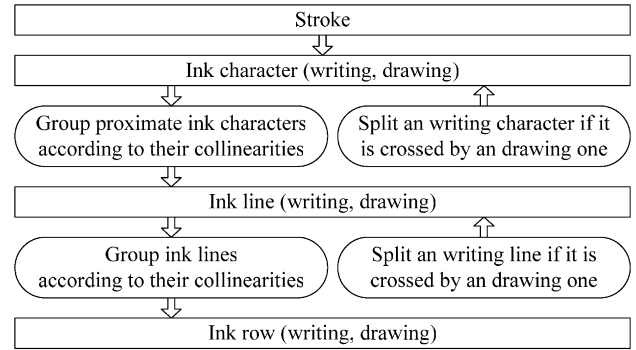 Stroke
Ink character (writing, drawing)
Group proximate ink characters
according to their collinearities
Split an writing character if it
is crossed by an drawing one
Ink line (writing, drawing)
Group ink lines
according to their collinearities
Split an writing line if it is
crossed by an drawing one
Ink row (writing, drawing)